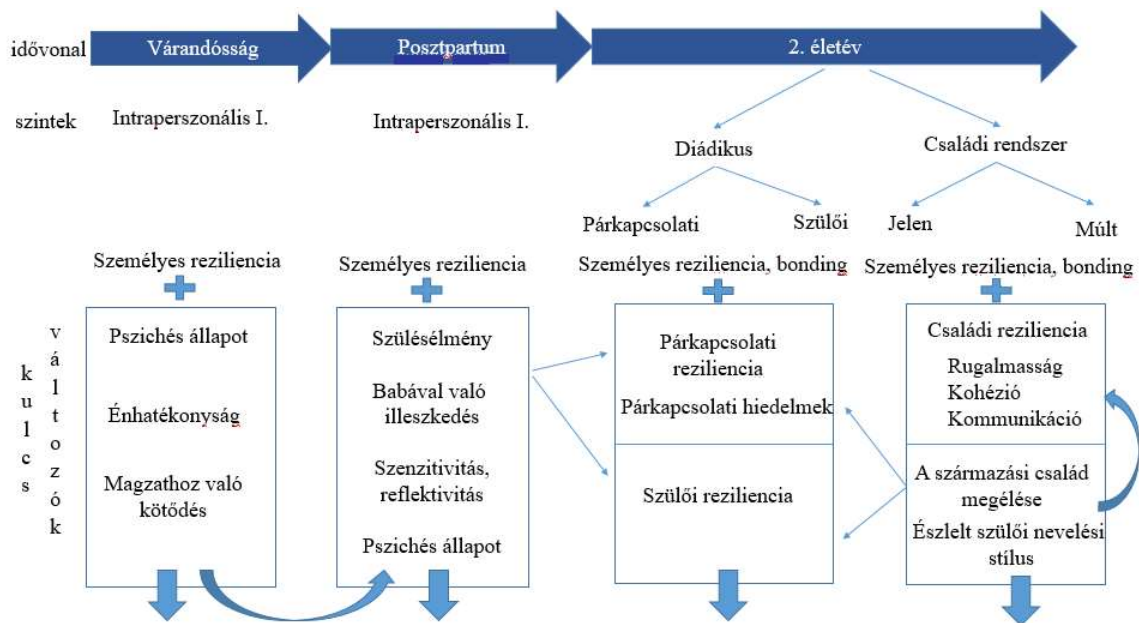 idővonal
Várandósság
Posztpartum
2. életév
szintek
Intraperszonális I.
Intraperszonális I.
Diádikus
Családi rendszer
Párkapcsolati
Szülői
Jelen
Múlt
Személyes reziliencia
Személyes reziliencia
Személyes reziliencia, bonding
Személyes reziliencia, bonding
kulcs
változók
Pszichés állapot
Énhatékonyság
Magzathoz való
kötődés
Szülésélmény
Babával való
illeszkedés
Szenzitivitás,
reflektivitás
Pszichés állapot
Párkapcsolati
reziliencia
Párkapcsolati hiedelmek
Szülői reziliencia
Családi reziliencia
Rugalmasság
Kohézió
Kommunikáció
A származási család
megélése
Észlelt szülői nevelési
stílus